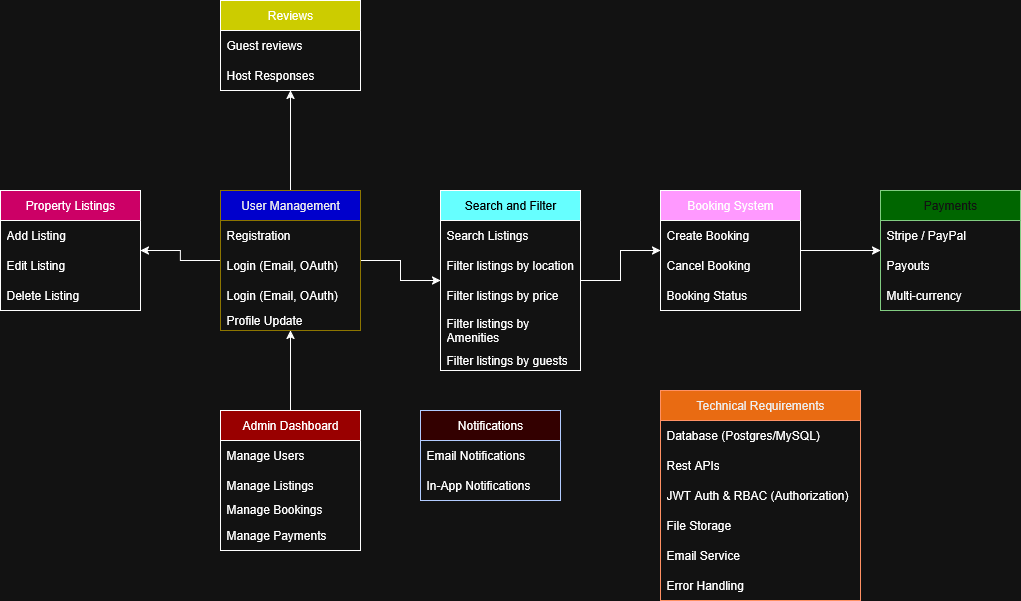 Reviews
Guest reviews
Host Responses
Property Listings
Add Listing
Edit Listing
Delete Listing
User Management
Registration
Login (Email, OAuth)
Login (Email, OAuth)
Profile Update
Search and Filter
Search Listings
Filter listings by location
Filter listings by price
Filter listings by
Amenities
Filter listings by guests
Booking System
Create Booking
Cancel Booking
Booking Status
Payments
Stripe / PayPal
Payouts
Multi-currency
Admin Dashboard
Manage Users
Manage Listings
Manage Bookings
Manage Payments
Notifications
Email Notifications
In-App Notifications
Technical Requirements
Database (Postgres/MySQL)
Rest APIs
JWT Auth & RBAC (Authorization)
File Storage
Email Service
Error Handling